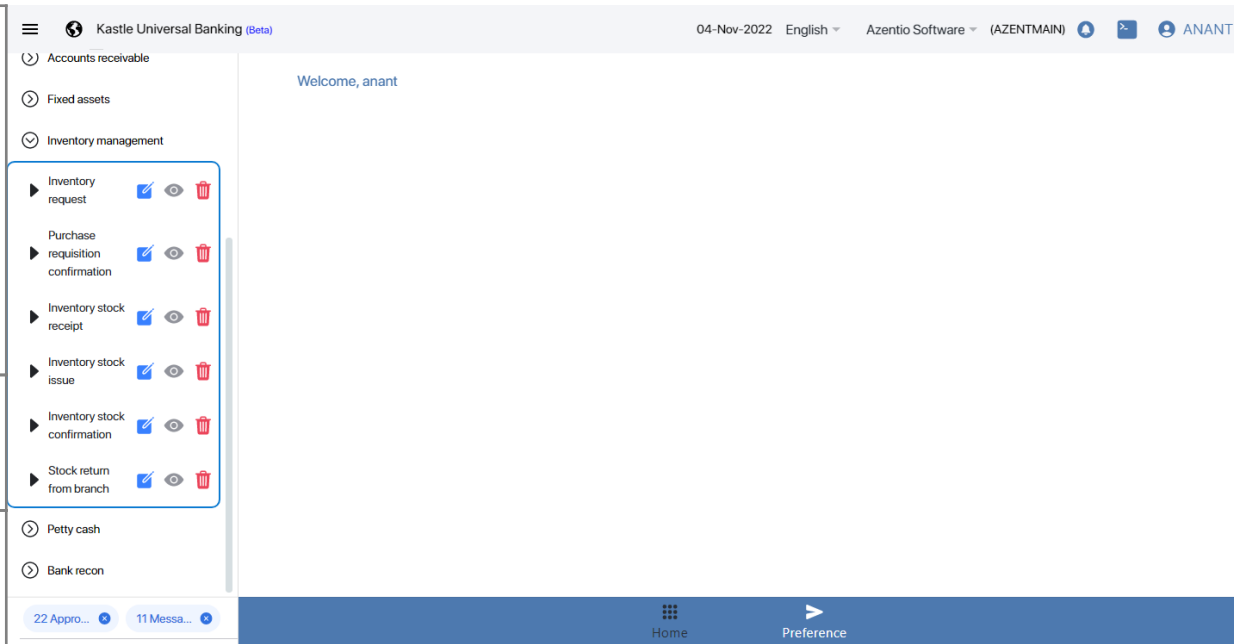 Kastle Universal Banking (Beta)
04-Nov-2022 English Azentio Software (AZENTMAIN) ANANT
Accounts receivable
Welcome, anant
Fixed assets
Inventory management
Inventory
request
Purchase
requisition
confirmation
Inventory stock
receipt
Inventory stock
issue
Inventory stock
confirmation
Stock return
from branch
Petty cash
Bank recon
22 Appro... 11 Messa...
Home Preference